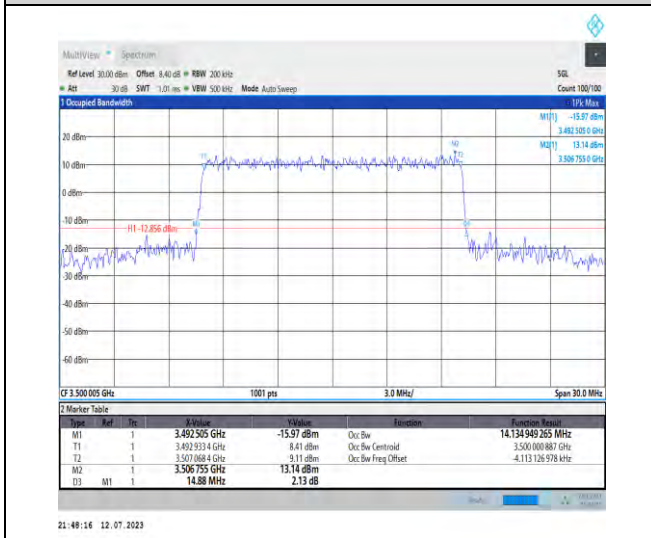 MultiView Spectrum
Ref Level 30.00 dBm Offset 8.40 dB RBW 200 kHz SGL
Att 30 dB SWT 1.01 ms VBW 500 kHz Mode Auto Sweep Count 100/100
1 Occupied Bandwidth 1Pk Max
M1[1] -15.97 dBm
3.492 505 0 GHz
M2[1] 13.14 dBm
3.506 755 0 GHz
20 dBm
M2
T1 T2
10 dBm
0 dBm
-10 dBm
H1 -12.856 dBm
M1
D3
-20 dBm
-30 dBm
-40 dBm
-50 dBm
-60 dBm
CF 3.500 005 GHz 1001 pts 3.0 MHz/ Span 30.0 MHz
2 Marker Table
Type Ref Trc X-Value Y-Value Function Function Result
M1 1 3.492 505 GHz -15.97 dBm Occ Bw 14.134 949 265 MHz
T1 1 3.492 933 4 GHz 8.41 dBm Occ Bw Centroid 3.500 000 887 GHz
T2 1 3.507 068 4 GHz 9.11 dBm Occ Bw Freq Offset -4.113 126 978 kHz
M2 1 3.506 755 GHz 13.14 dBm
D3 M1 1 14.88 MHz 2.13 dB
21:48:16 12.07.2023